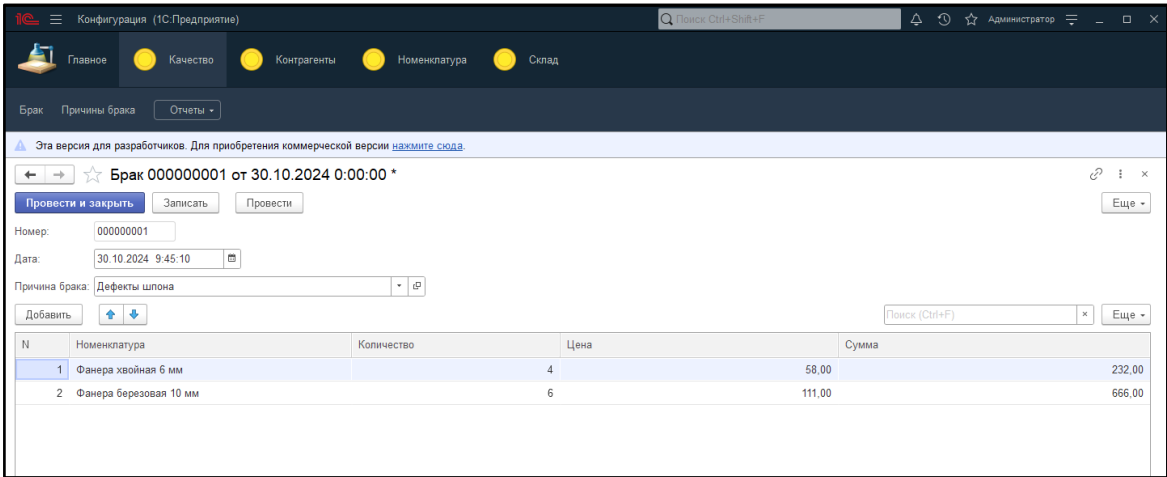 1С Конфигурация (1С:Предприятие) Поиск Ctrl+Shift+F Администратор
Главное Качество Контрагенты Номенклатура Склад
Брак Причины брака Отчеты
Эта версия для разработчиков. Для приобретения коммерческой версии нажмите сюда.
Брак 000000001 от 30.10.2024 0:00:00 *
Провести и закрыть Записать Провести Еще
Номер: 000000001
Дата: 30.10.2024 9:45:10
Причина брака: Дефекты шпона
Добавить Поиск (Ctrl+F) × Еще
N Номенклатура Количество Цена Сумма
1 Фанера хвойная 6 мм 4 58,00 232,00
2 Фанера березовая 10 мм 6 111,00 666,00